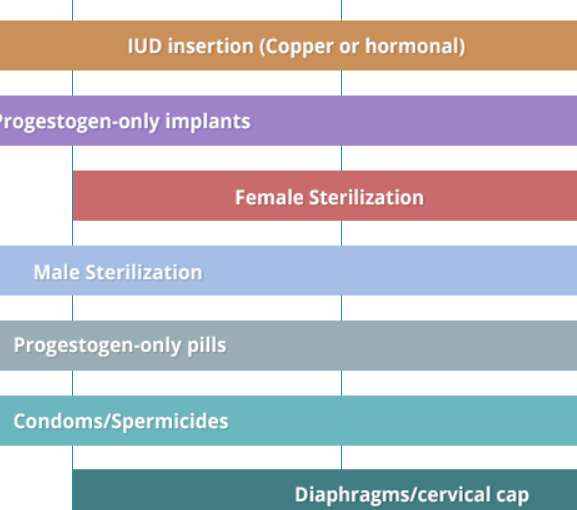 IUD insertion (Copper or hormonal)
Progestogen-only implants
Female Sterilization
Male Sterilization
Progestogen-only pills
Condoms/Spermicides
Diaphragms/cervical cap